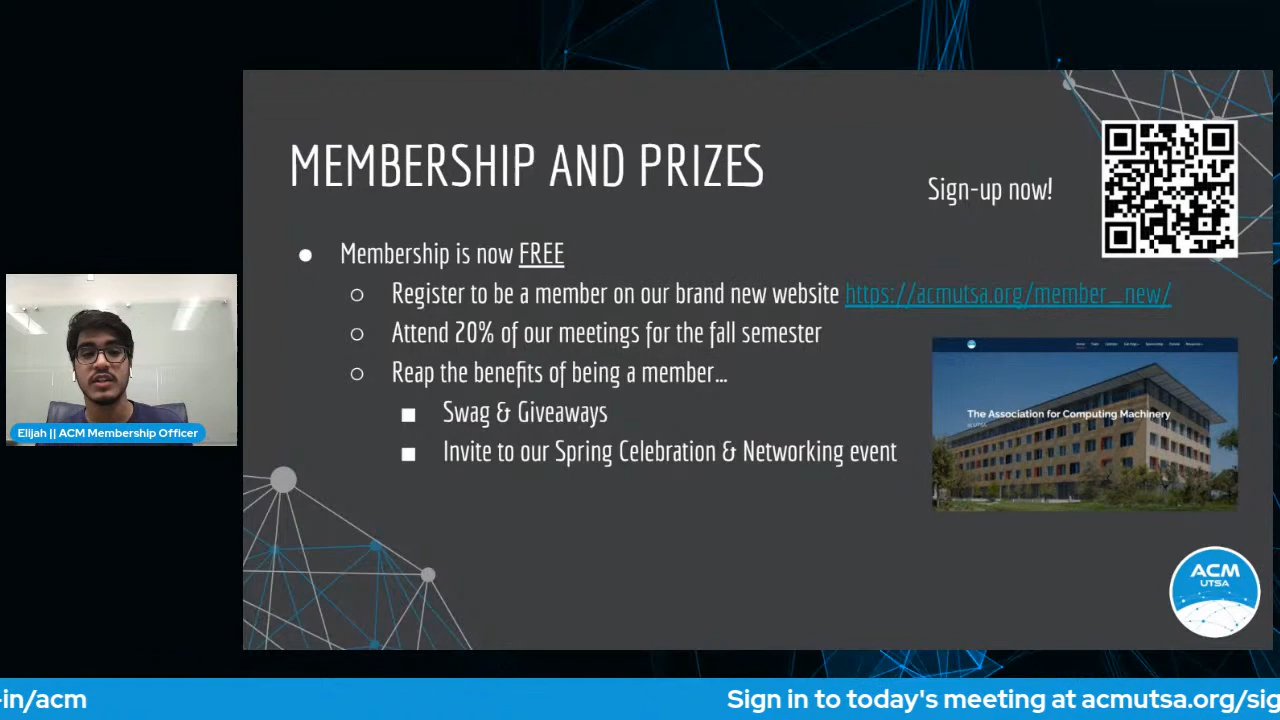 MEMBERSHIP AND PRIZES
Sign-up now!
● Membership is now FREE
○ Register to be a member on our brand new website https://acmutsa.org/member_new/
○ Attend 20% of our meetings for the fall semester
○ Reap the benefits of being a member...
■ Swag & Giveaways
■ Invite to our Spring Celebration & Networking event
The Association for Computing Machinery
at UTSA
Elijah || ACM Membership Officer
ACM
UTSA
-in/acm
Sign in to today's meeting at acmutsa.org/sig